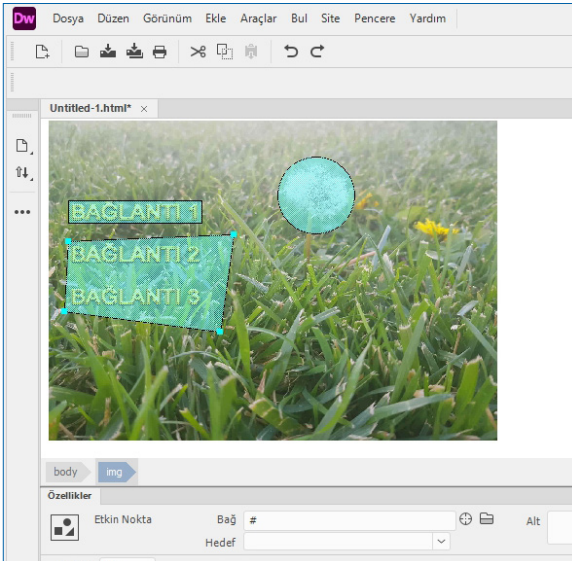 Dw Dosya Düzen Görünüm Ekle Araçlar Bul Site Pencere Yardım
Untitled-1.html* ×
BAĞLANTI 1
BAĞLANTI 2
BAĞLANTI 3
body img
Özellikler
Etkin Nokta Bağ # Alt
Hedef